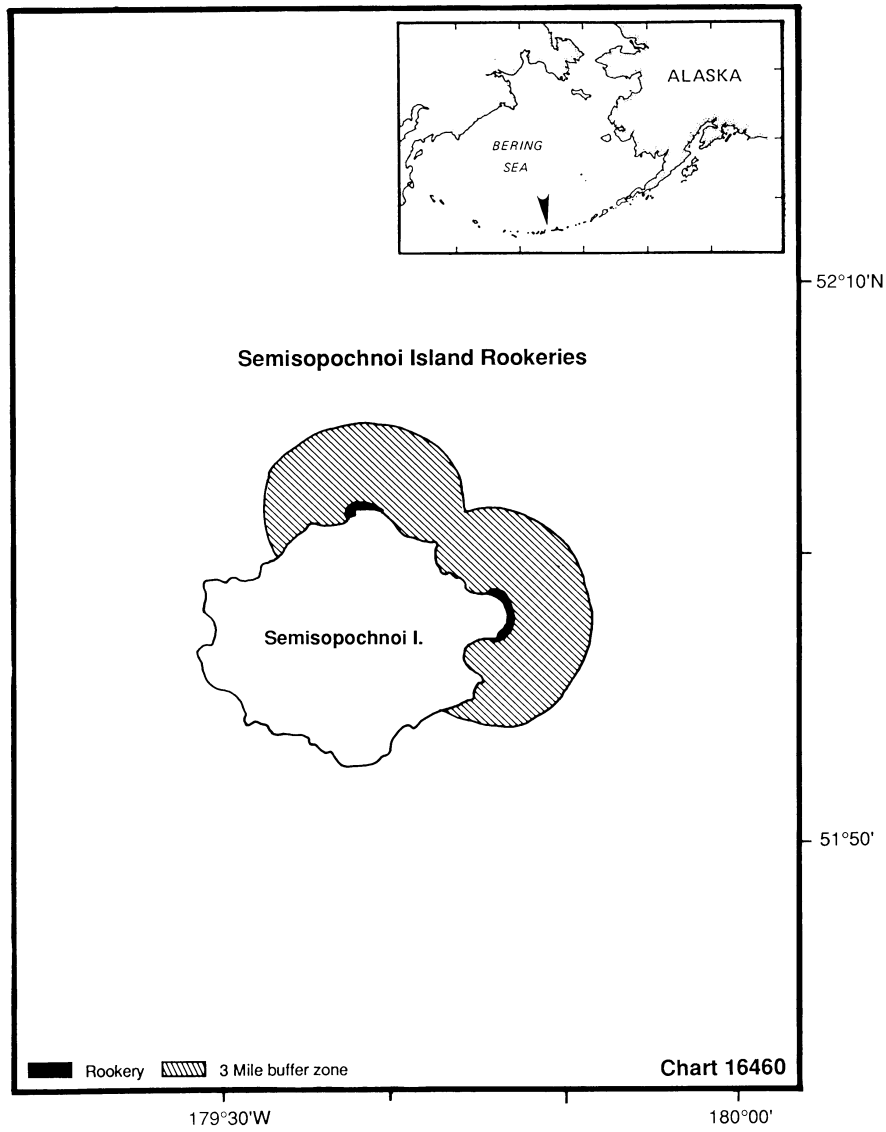 ALASKA
BERING
SEA
52°10'N
Semisopochnoi Island Rookeries
Semisopochnoi I.
51°50'
Rookery
3 Mile buffer zone
Chart 16460
179°30'W
180°00'